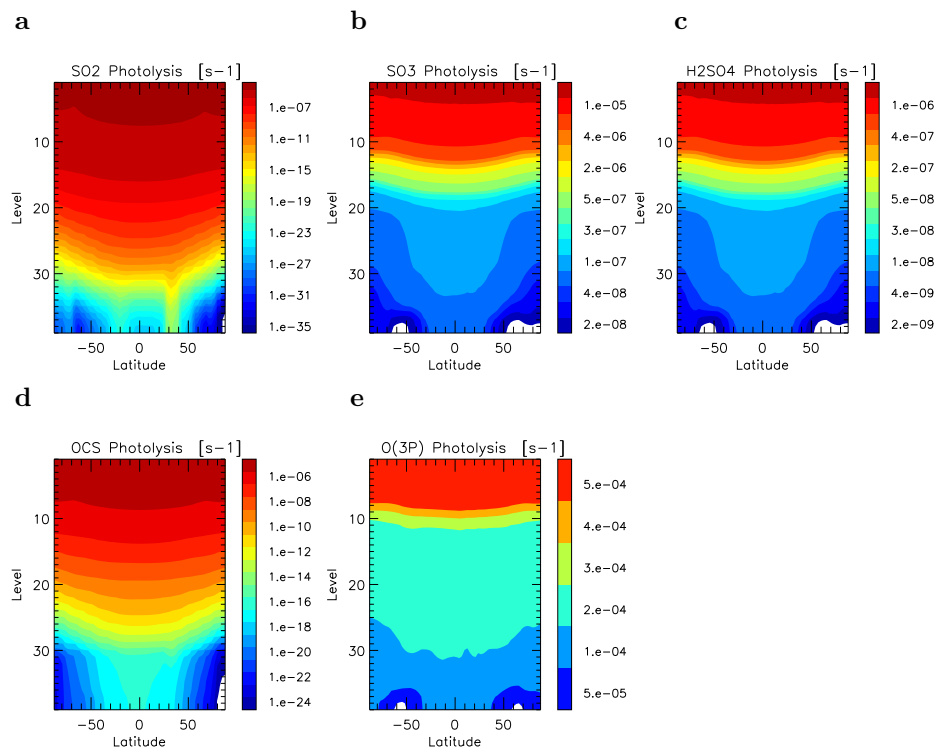 a
SO2 Photolysis [s−1]
10
20
30
Level
−50 0 50
Latitude
1.e−07
1.e−11
1.e−15
1.e−19
1.e−23
1.e−27
1.e−31
1.e−35
b
SO3 Photolysis [s−1]
10
20
30
Level
−50 0 50
Latitude
1.e−05
4.e−06
2.e−06
5.e−07
3.e−07
1.e−07
4.e−08
2.e−08
c
H2SO4 Photolysis [s−1]
10
20
30
Level
−50 0 50
Latitude
1.e−06
4.e−07
2.e−07
5.e−08
3.e−08
1.e−08
4.e−09
2.e−09
d
OCS Photolysis [s−1]
10
20
30
Level
−50 0 50
Latitude
1.e−06
1.e−08
1.e−10
1.e−12
1.e−14
1.e−16
1.e−18
1.e−20
1.e−22
1.e−24
e
O(3P) Photolysis [s−1]
10
20
30
Level
−50 0 50
Latitude
5.e−04
4.e−04
3.e−04
2.e−04
1.e−04
5.e−05